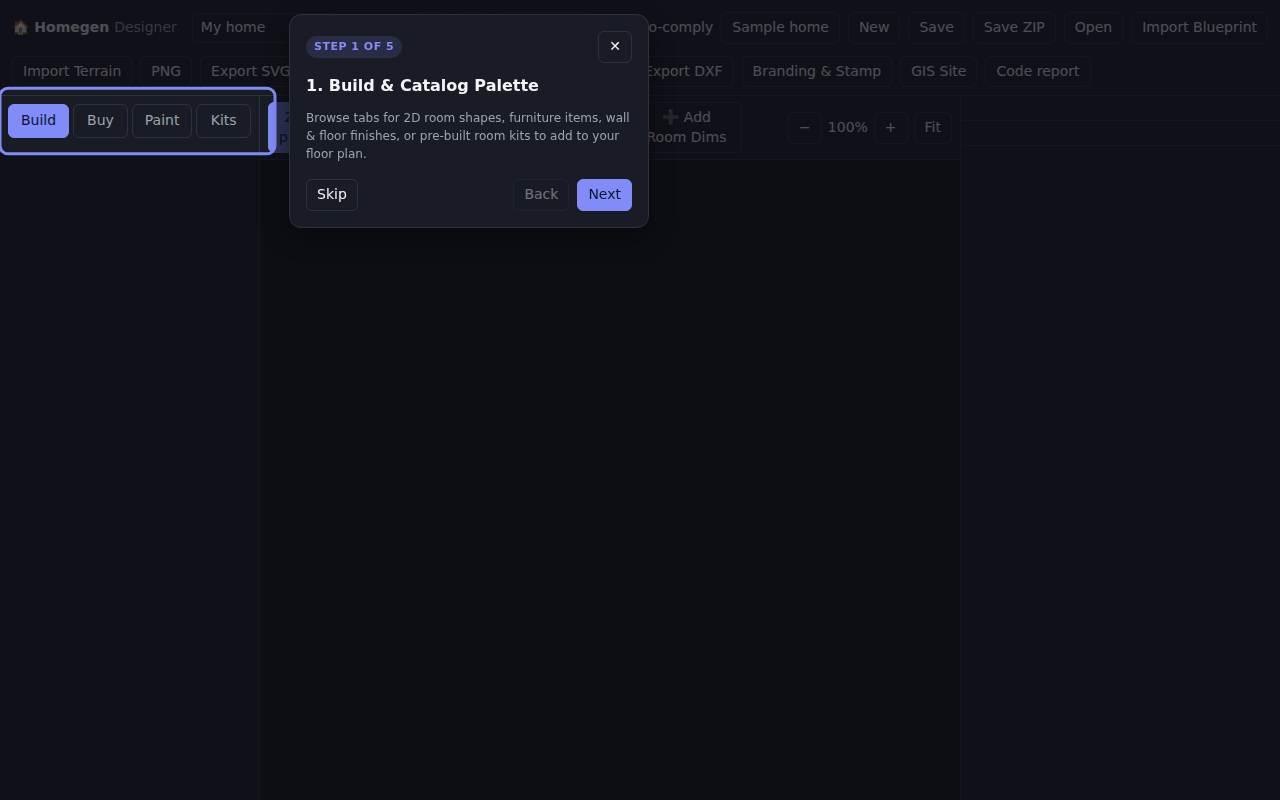 🏠 Homegen Designer
My home
o-comply
Sample home
New
Save
Save ZIP
Open
Import Blueprint
Import Terrain
PNG
Export SVG
Export DXF
Branding & Stamp
GIS Site
Code report
Build
Buy
Paint
Kits
STEP 1 OF 5
✕
1. Build & Catalog Palette
Browse tabs for 2D room shapes, furniture items, wall
& floor finishes, or pre-built room kits to add to your
floor plan.
Skip
Back
Next
➕ Add
Room Dims
−
100%
+
Fit